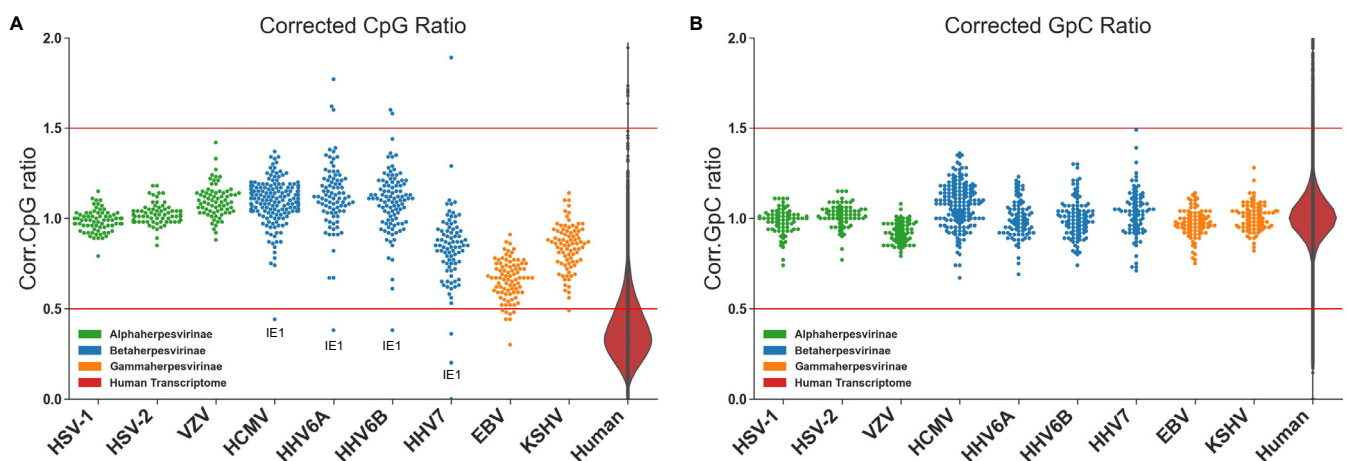 A
Corrected CpG Ratio
Corr.CpG ratio
2.0
1.5
1.0
0.5
0.0
IE1
IE1
IE1
IE1
Alphaherpesvirinae
Betaherpesvirinae
Gammaherpesvirinae
Human Transcriptome
HSV-1
HSV-2
VZV
HCMV
HHV6A
HHV6B
HHV7
EBV
KSHV
Human
B
Corrected GpC Ratio
Corr.GpC ratio
2.0
1.5
1.0
0.5
0.0
Alphaherpesvirinae
Betaherpesvirinae
Gammaherpesvirinae
Human Transcriptome
HSV-1
HSV-2
VZV
HCMV
HHV6A
HHV6B
HHV7
EBV
KSHV
Human